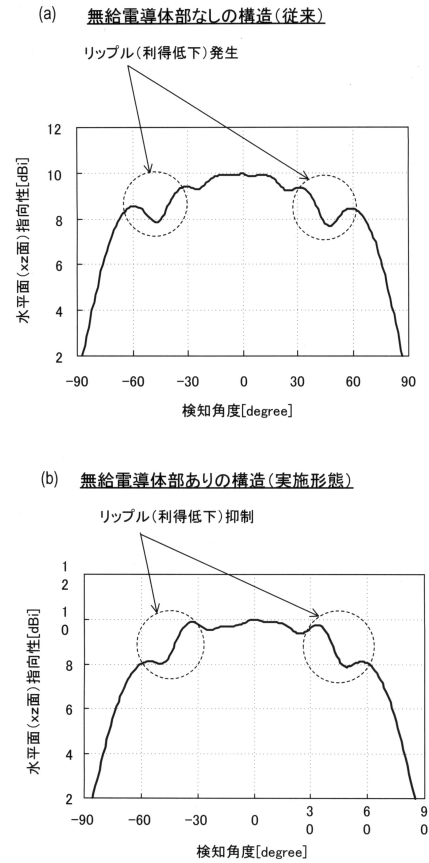 (a) 無給電導体部なしの構造(従来)
リップル(利得低下)発生
12
10
8
6
4
2
水平面(xz面)指向性[dBi]
-90 -60 -30 0 30 60 90
検知角度[degree]
(b) 無給電導体部ありの構造(実施形態)
リップル(利得低下)抑制
1
2
1
0
8
6
4
2
水平面(xz面)指向性[dBi]
-90 -60 -30 0 3 6 9
0 0 0
検知角度[degree]